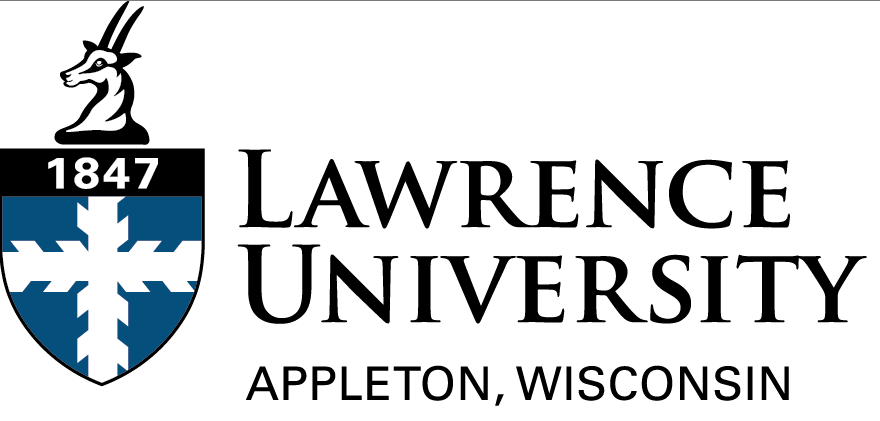 1847
LAWRENCE
UNIVERSITY
APPLETON, WISCONSIN